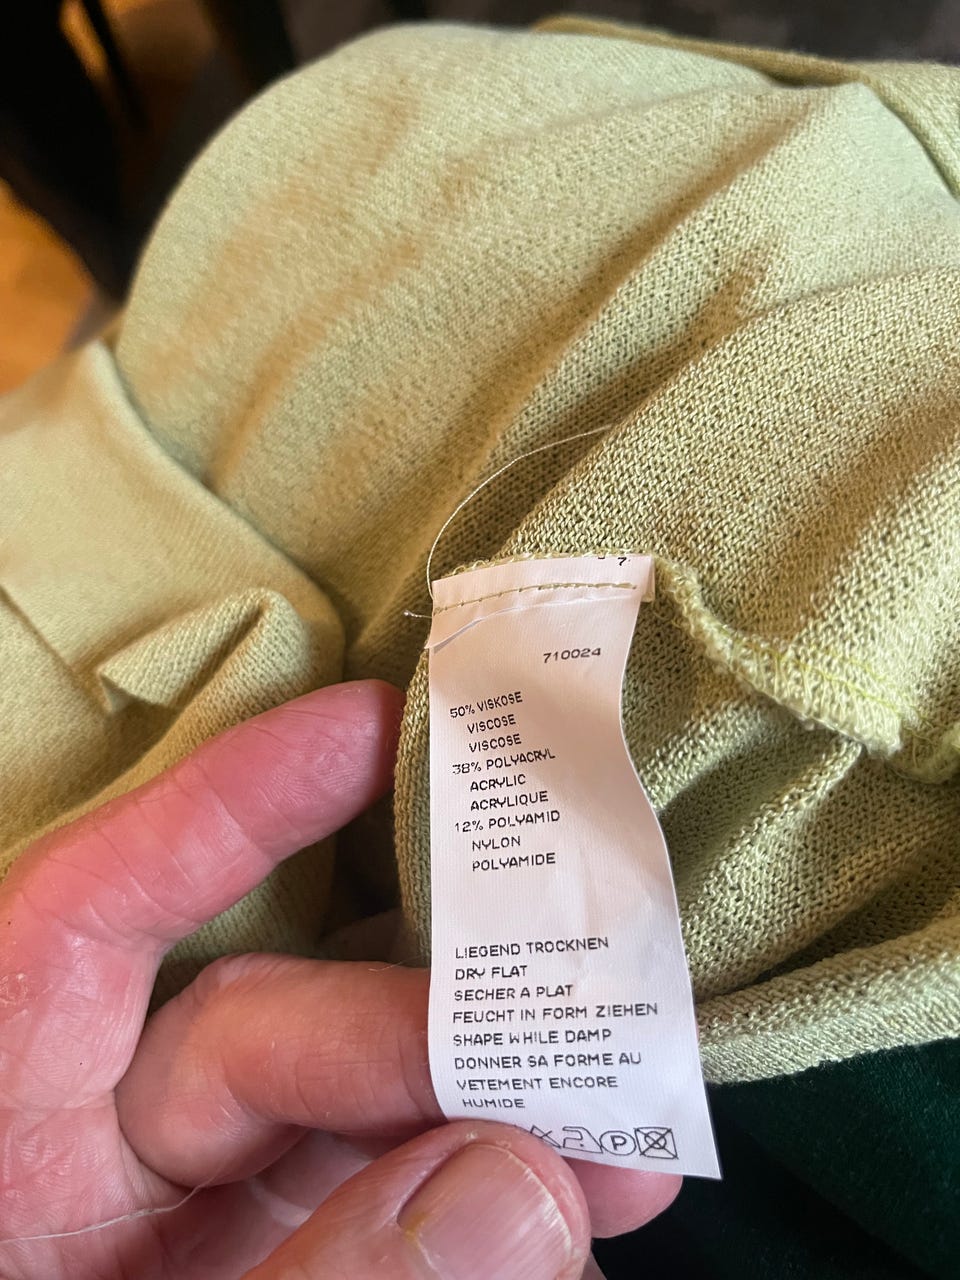 7
710024
50% VISKOSE
VISCOSE
VISCOSE
38% POLYACRYL
ACRYLIC
ACRYLIQUE
12% POLYAMID
NYLON
POLYAMIDE
LIEGEND TROCKNEN
DRY FLAT
SECHER A PLAT
FEUCHT IN FORM ZIEHEN
SHAPE WHILE DAMP
DONNER SA FORME AU
VETEMENT ENCORE
HUMIDE
P